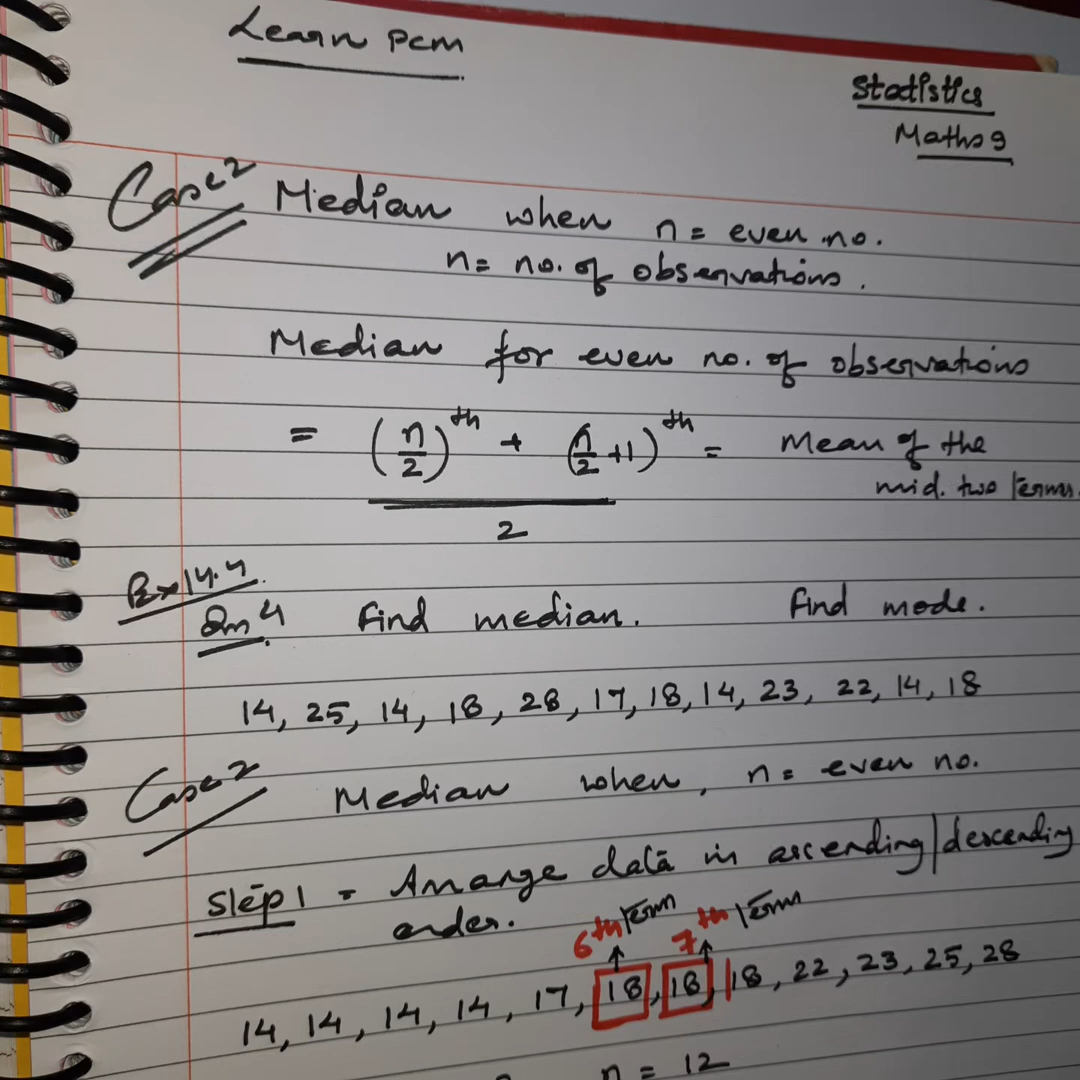 Learn pcm
Statistics
Maths 9
Case 2 Median when n = even no.
n = no. of observations.
Median for even no. of observations
= (n/2)th + (n/2 + 1)th = Mean of the
mid. two terms.
2
Ex 14.4
Qn 4 Find median. Find mode.
14, 25, 14, 18, 28, 17, 18, 14, 23, 22, 14, 18
Case 2 Median when, n = even no.
Step 1 = Arrange data in ascending/descending
order.
6th term 7th term
14, 14, 14, 14, 17, 18, 18, 18, 22, 23, 25, 28
n = 12